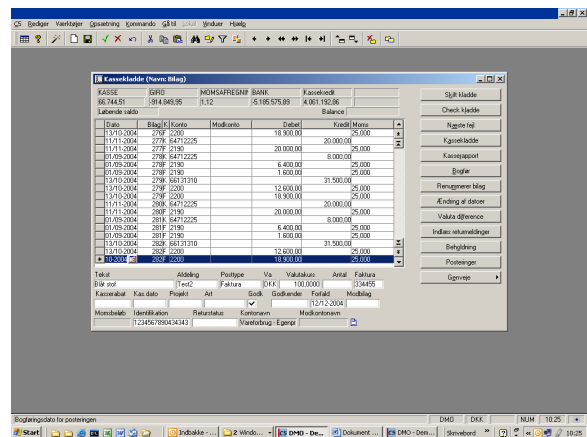 C5 Rediger Værktøjer Opsætning Kommando Gå til Lokal Vinduer Hjælp
Kassekladde (Navn: Bilag)
KASSE GIRO MOMSAFREGNIN BANK Kassekredit
66.744,51 -914.849,95 1,12 -5.185.575,89 4.061.192,86
Løbende saldo Balance
Dato Bilag K Konto Modkonto Debet Kredit Moms
13/10-2004 276F 2200 18.900,00 25,000
11/11-2004 277K 64712225 20.000,00
11/11-2004 277F 2190 20.000,00 25,000
01/09-2004 278K 64712225 8.000,00
01/09-2004 278F 2190 6.400,00 25,000
01/09-2004 278F 2190 1.600,00 25,000
13/10-2004 279K 66131310 31.500,00
13/10-2004 279F 2200 12.600,00 25,000
13/10-2004 279F 2200 18.900,00 25,000
11/11-2004 280K 64712225 20.000,00
11/11-2004 280F 2190 20.000,00 25,000
01/09-2004 281K 64712225 8.000,00
01/09-2004 281F 2190 6.400,00 25,000
01/09-2004 281F 2190 1.600,00 25,000
13/10-2004 282K 66131310 31.500,00
13/10-2004 282F 2200 12.600,00 25,000
10-2004 282F 2200 18.900,00 25,000
Tekst Afdeling Posttype Va Valutakurs Antal Faktura
Blåt stof Test2 Faktura DKK 100,0000 334455
Kasserabat Kas.dato Projekt Art Godk Godkender Forfald Modbilag
12/12-2004
Momsbeløb Identifikation Returstatus Kontonavn Modkontonavn
1234567890434343 Vareforbrug - Egenpr
Skift kladde
Check kladde
Næste fejl
Kassekladde
Kasserapport
Bogfør
Renummerer bilag
Ændring af datoer
Valuta difference
Indlæs returmeldinger
Beholdning
Posteringer
Genveje
Bogføringsdato for posteringen DMO DKK NUM 10:25
Start Indbakke - ... 2 Windo... C5 DMO - De... Dokument ... C5 DMO - Dem... Skrivebord 10:25